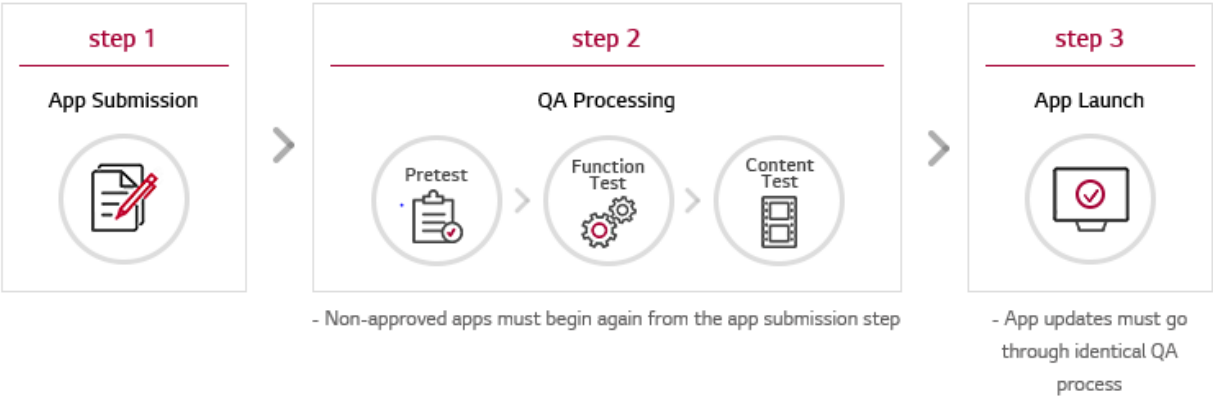 step 1
App Submission
step 2
QA Processing
Pretest
Function
Test
Content
Test
- Non-approved apps must begin again from the app submission step
step 3
App Launch
- App updates must go
through identical QA
process